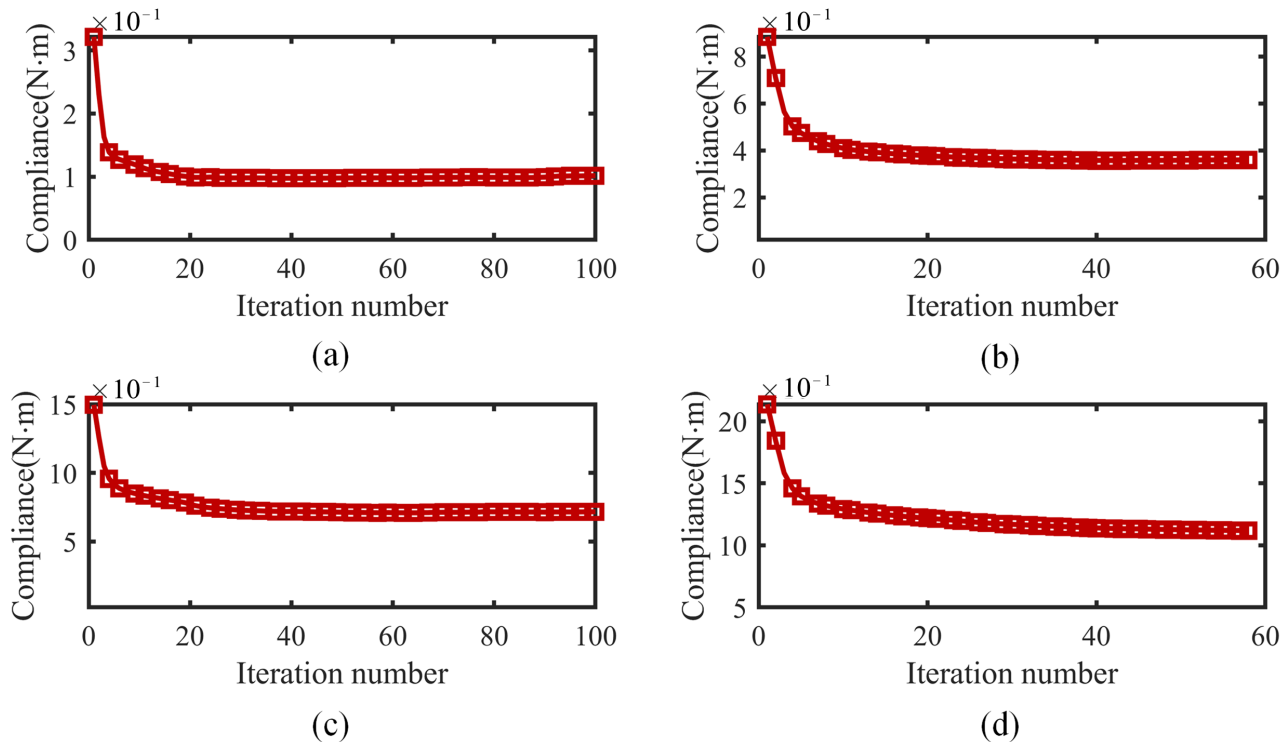 × 10⁻¹
Compliance(N·m)
3
2
1
0
0 20 40 60 80 100
Iteration number
(a)
× 10⁻¹
Compliance(N·m)
8
6
4
2
0 20 40 60
Iteration number
(b)
× 10⁻¹
Compliance(N·m)
15
10
5
0 20 40 60 80 100
Iteration number
(c)
× 10⁻¹
Compliance(N·m)
20
15
10
5
0 20 40 60
Iteration number
(d)